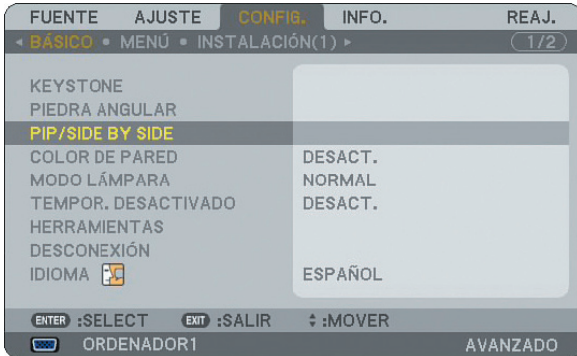 FUENTE AJUSTE CONFIG. INFO. REAJ.
BÁSICO • MENÚ • INSTALACIÓN(1) 1/2
KEYSTONE
PIEDRA ANGULAR
PIP/SIDE BY SIDE
COLOR DE PARED DESACT.
MODO LÁMPARA NORMAL
TEMPOR. DESACTIVADO DESACT.
HERRAMIENTAS
DESCONEXIÓN
IDIOMA ESPAÑOL
ENTER :SELECT EXIT :SALIR :MOVER
ORDENADOR1 AVANZADO